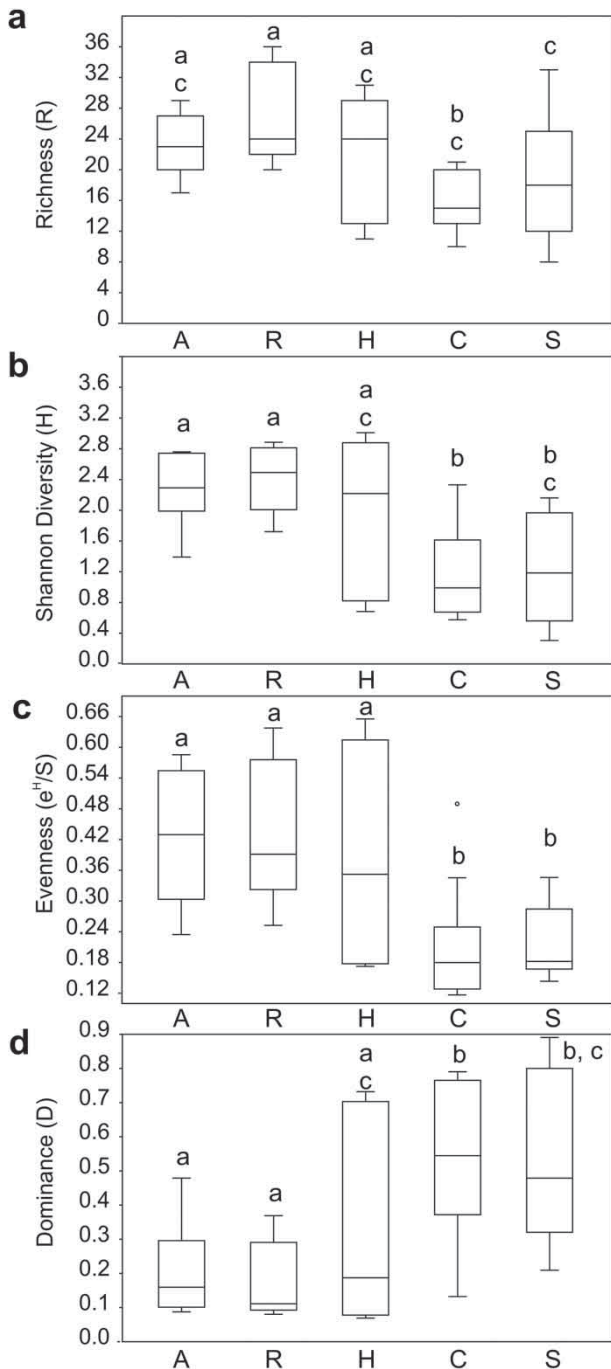 a
Richness (R)
36
32
28
24
20
16
12
8
4
0
a
c
a
a
c
b
c
c
A R H C S
b
Shannon Diversity (H)
3.6
3.2
2.8
2.4
2.0
1.6
1.2
0.8
0.4
0.0
a
a
a
c
b
b
c
A R H C S
c
Evenness (eᴴ/S)
0.66
0.60
0.54
0.48
0.42
0.36
0.30
0.24
0.18
0.12
a
a
a
b
b
A R H C S
d
Dominance (D)
0.9
0.8
0.7
0.6
0.5
0.4
0.3
0.2
0.1
0.0
a
a
a
c
b
b, c
A R H C S